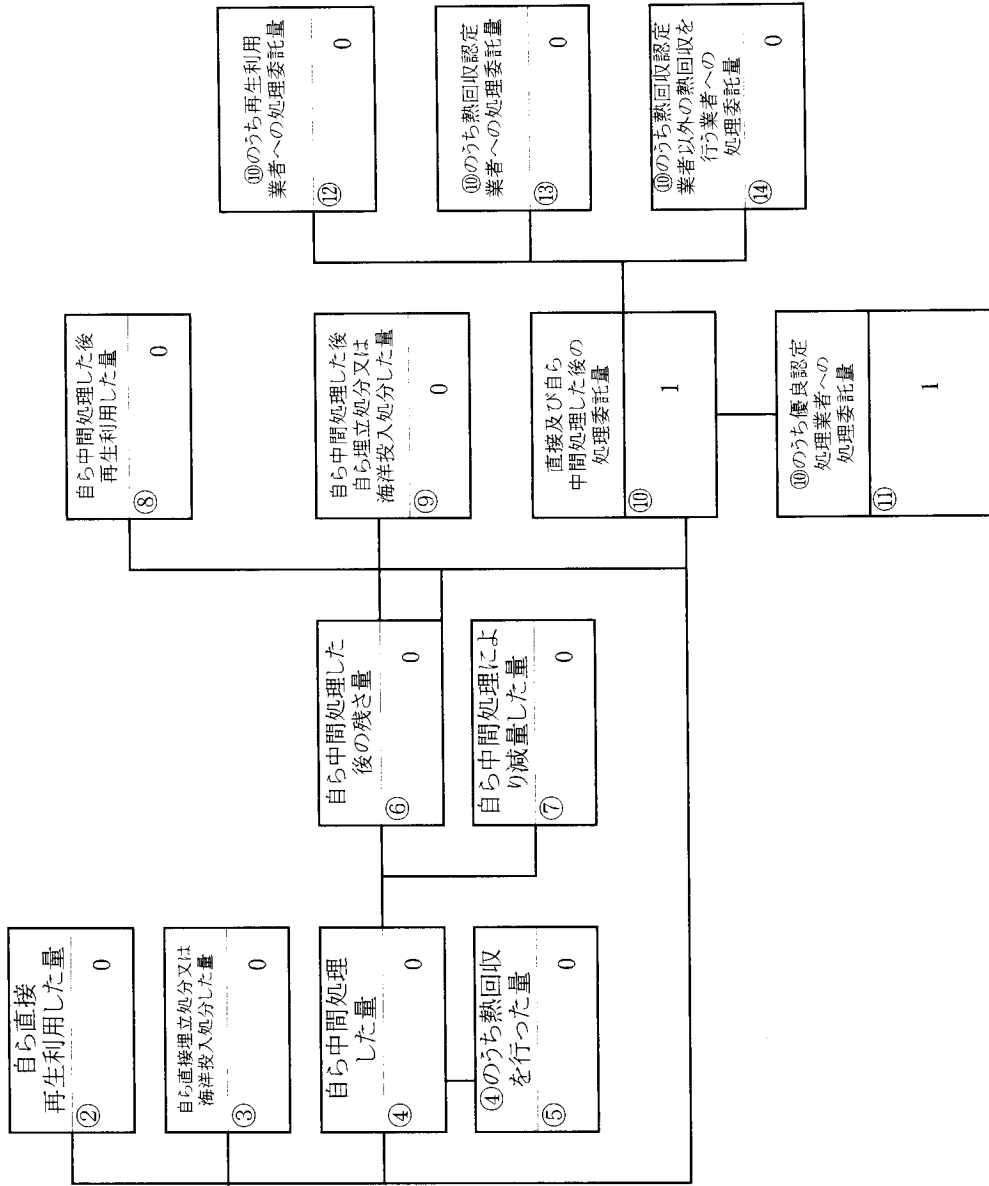 自ら直接
再生利用した量
②
0
自ら直接埋立処分又は
海洋投入処分した量
③
0
自ら中間処理
した量
④
0
④のうち熱回収
を行った量
⑤
0
自ら中間処理した
後の残さ量
⑥
0
自ら中間処理によ
り減量した量
⑦
0
自ら中間処理した後
再生利用した量
⑧
0
自ら中間処理した後
自ら埋立処分又は
海洋投入処分した量
⑨
0
直接及び自ら
中間処理した後の
処理委託量
⑩
1
⑩のうち優良認定
処理業者への
処理委託量
⑪
1
⑩のうち再生利用
業者への処理委託量
⑫
0
⑩のうち熱回収認定
業者への処理委託量
⑬
0
⑩のうち熱回収認定
業者以外の熱回収を
行う業者への
処理委託量
⑭
0